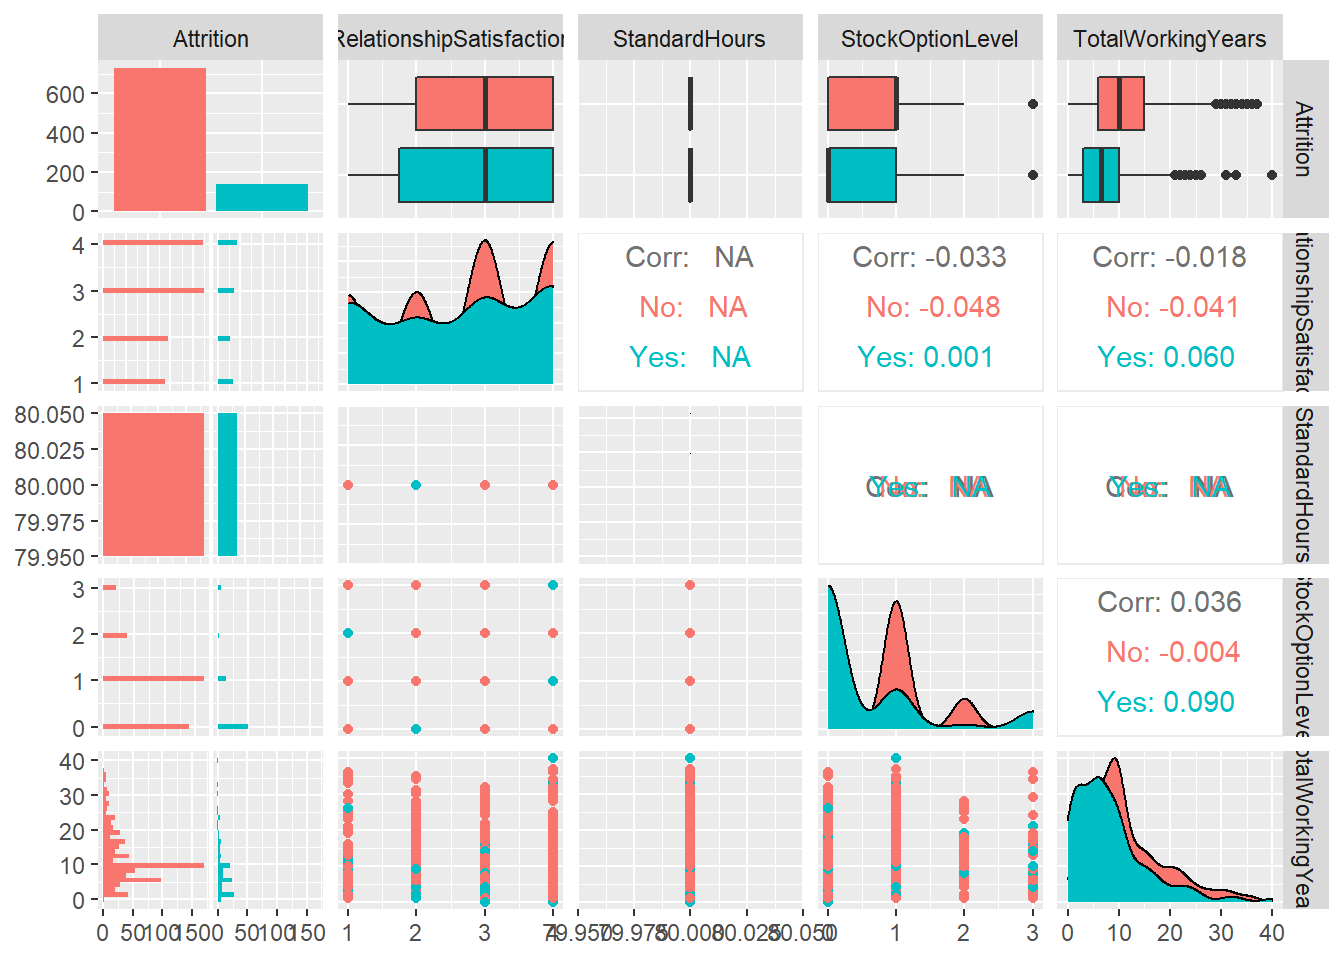 Attrition
RelationshipSatisfaction
StandardHours
StockOptionLevel
TotalWorkingYears
600
400
200
0
Attrition
4
3
2
1
Corr: NA
No: NA
Yes: NA
Corr: -0.033
No: -0.048
Yes: 0.001
Corr: -0.018
No: -0.041
Yes: 0.060
tionshipSatisfac
80.050
80.025
80.000
79.975
79.950
Yes: NA
Yes: NA
StandardHours
3
2
1
0
Corr: 0.036
No: -0.004
Yes: 0.090
tockOptionLeve
40
30
20
10
0
otalWorkingYea
0 50 100 150 0 50 100 150
1 2 3 4
79.950 79.975 80.000 80.025 80.050
0 1 2 3
0 10 20 30 40